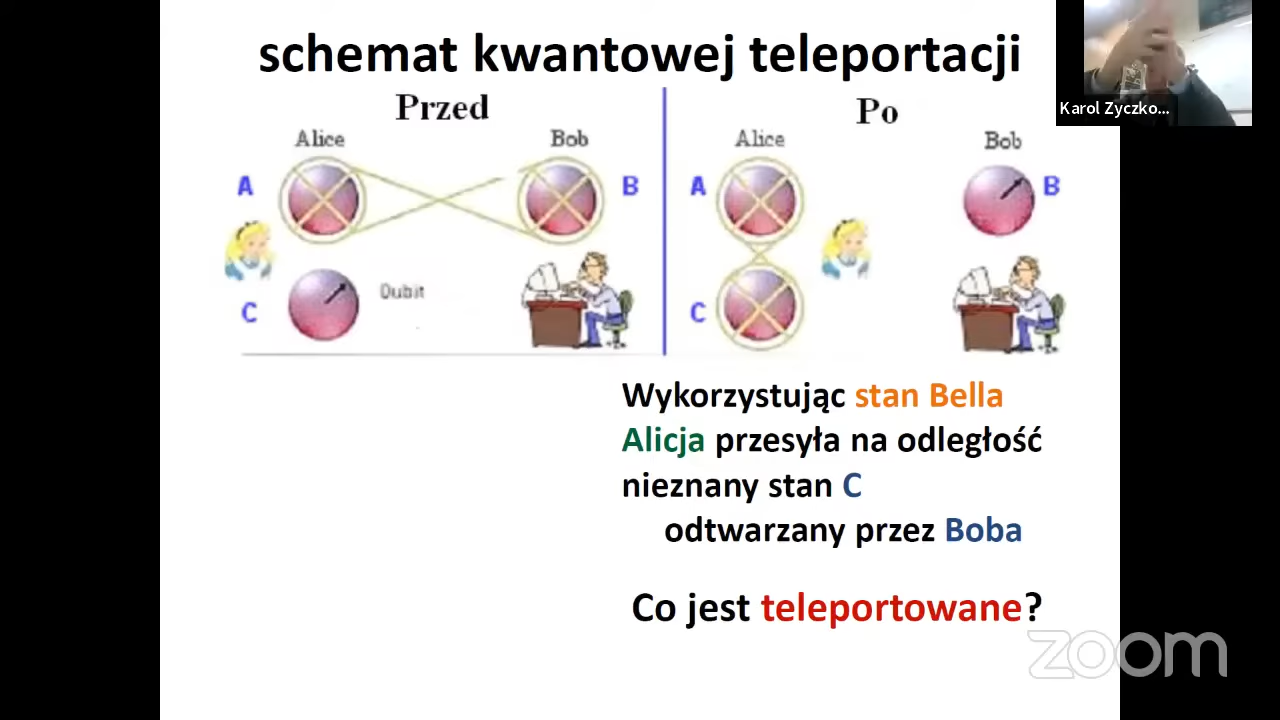 schemat kwantowej teleportacji
Karol Zyczko...
Przed
Po
Alice
Bob
Alice
Bob
A
B
A
B
C
Qubit
C
Wykorzystując stan Bella
Alicja przesyła na odległość
nieznany stan C
odtwarzany przez Boba
Co jest teleportowane?
zoom